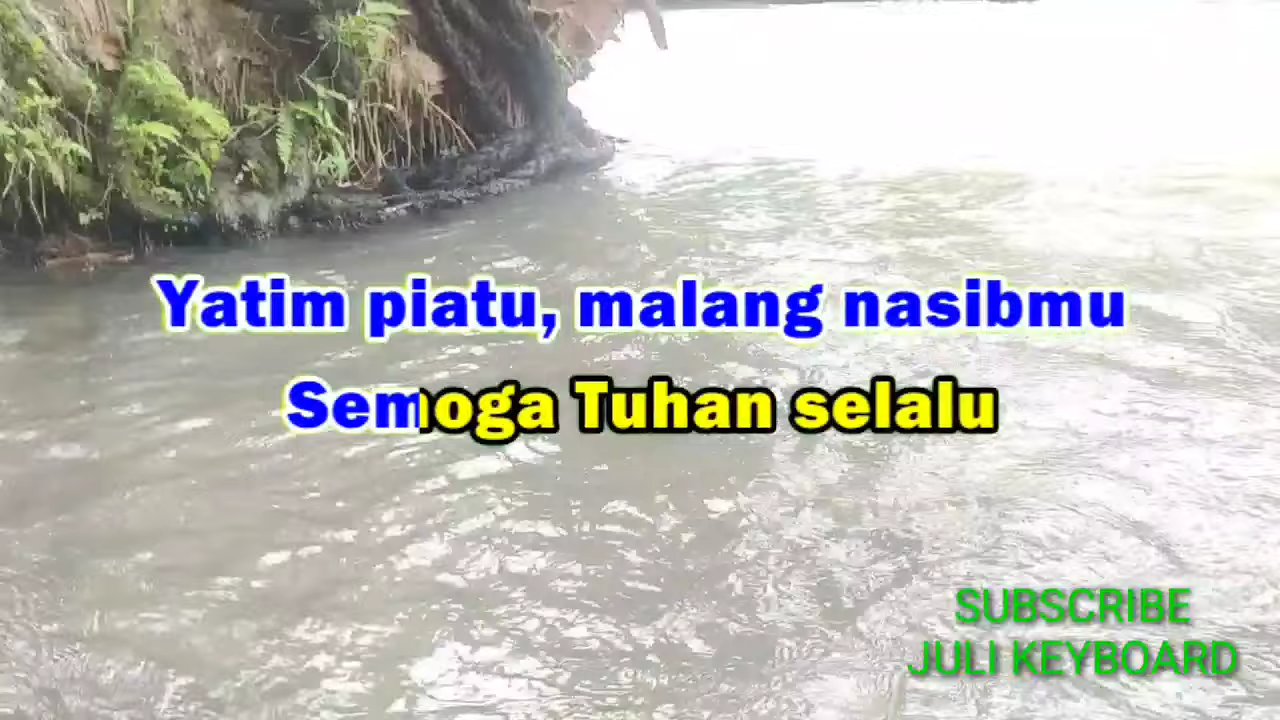 Yatim piatu, malang nasibmu
Semoga Tuhan selalu
SUBSCRIBE
JULI KEYBOARD